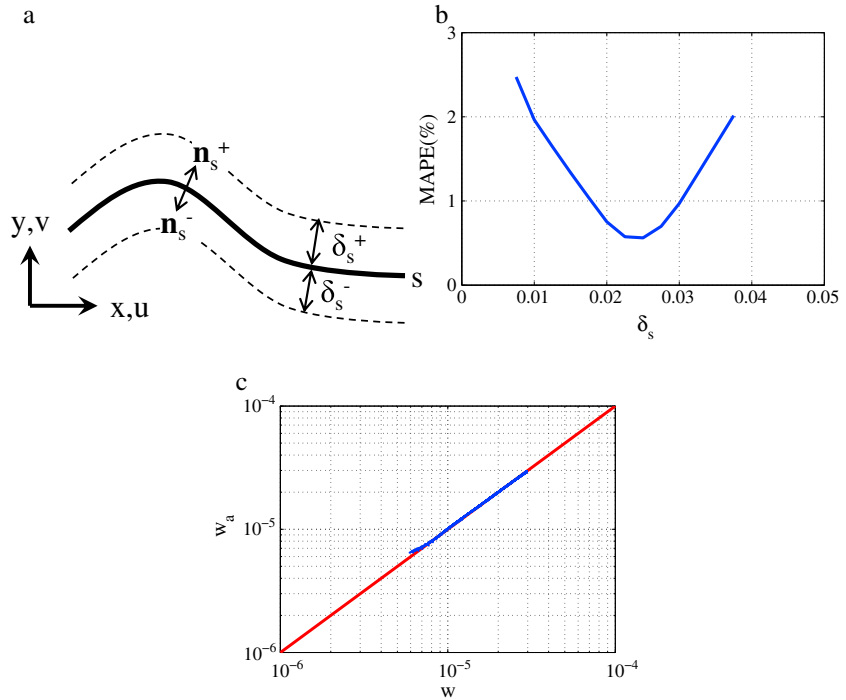 a
n_s^+
n_s^-
y,v
δ_s^+
δ_s^-
s
x,u
b
3
2
1
0
MAPE(%)
0
0.01
0.02
0.03
0.04
0.05
δ_s
c
10^-4
10^-5
10^-6
w_a
10^-6
10^-5
10^-4
w